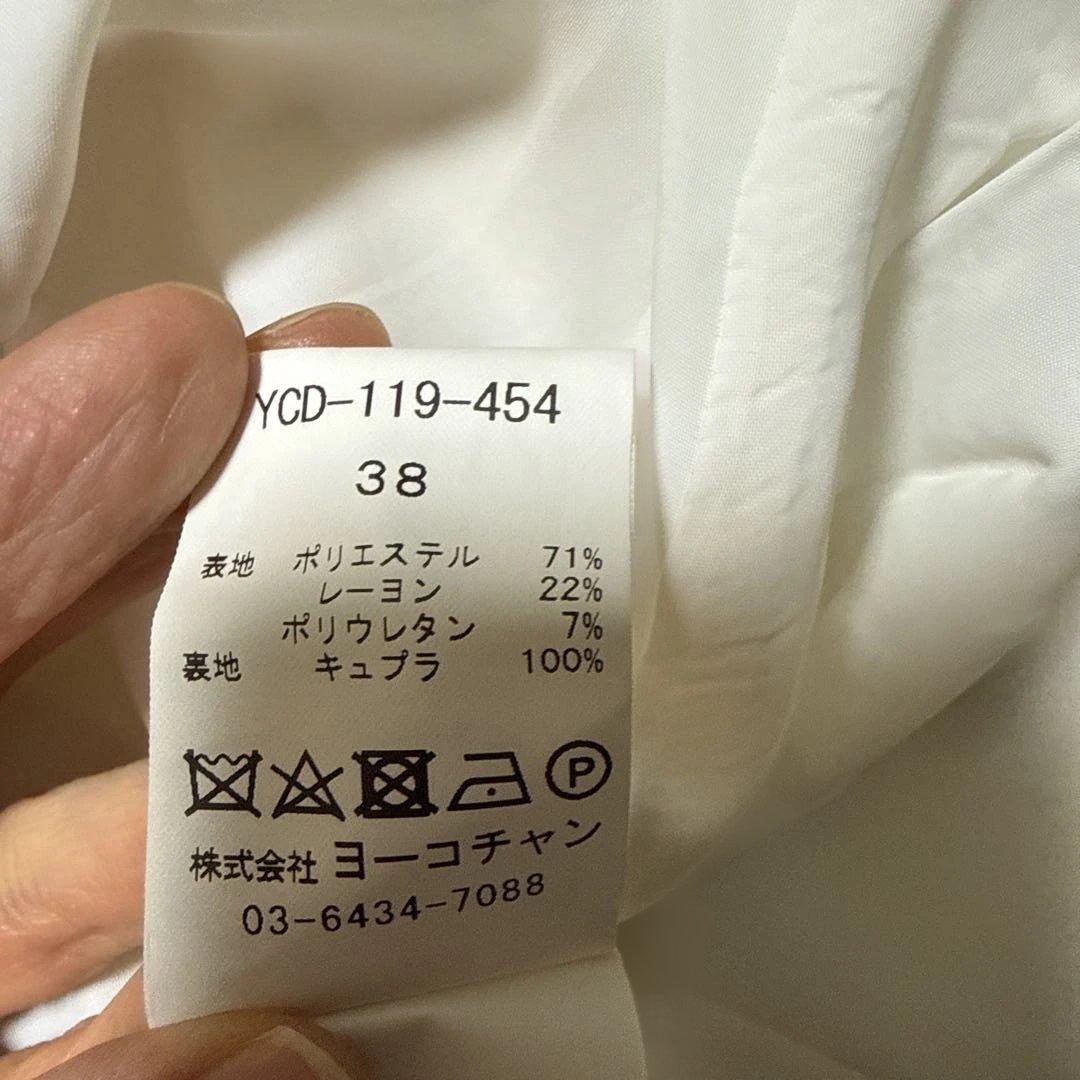 YCD-119-454
38
表地 ポリエステル 71%
レーヨン 22%
ポリウレタン 7%
裏地 キュプラ 100%
P
株式会社 ヨーコチャン
03-6434-7088